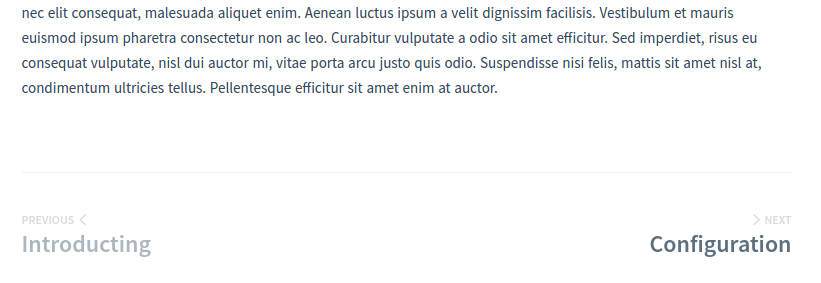 nec elit consequat, malesuada aliquet enim. Aenean luctus ipsum a velit dignissim facilisis. Vestibulum et mauris
euismod ipsum pharetra consectetur non ac leo. Curabitur vulputate a odio sit amet efficitur. Sed imperdiet, risus eu
consequat vulputate, nisl dui auctor mi, vitae porta arcu justo quis odio. Suspendisse nisi felis, mattis sit amet nisl at,
condimentum ultricies tellus. Pellentesque efficitur sit amet enim at auctor.
PREVIOUS <
Introducting
> NEXT
Configuration